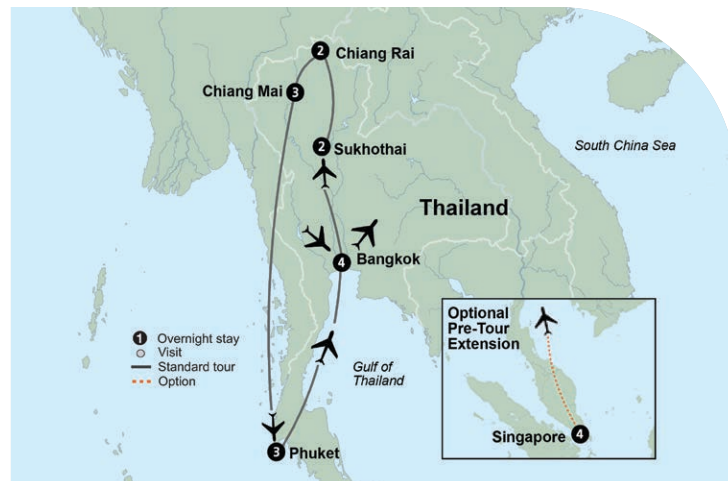 2
Chiang Rai
Chiang Mai
3
2
Sukhothai
South China Sea
Thailand
4
Bangkok
1 Overnight stay
Visit
Standard tour
Option
Gulf of
Thailand
3
Phuket
Optional
Pre-Tour
Extension
Singapore
4